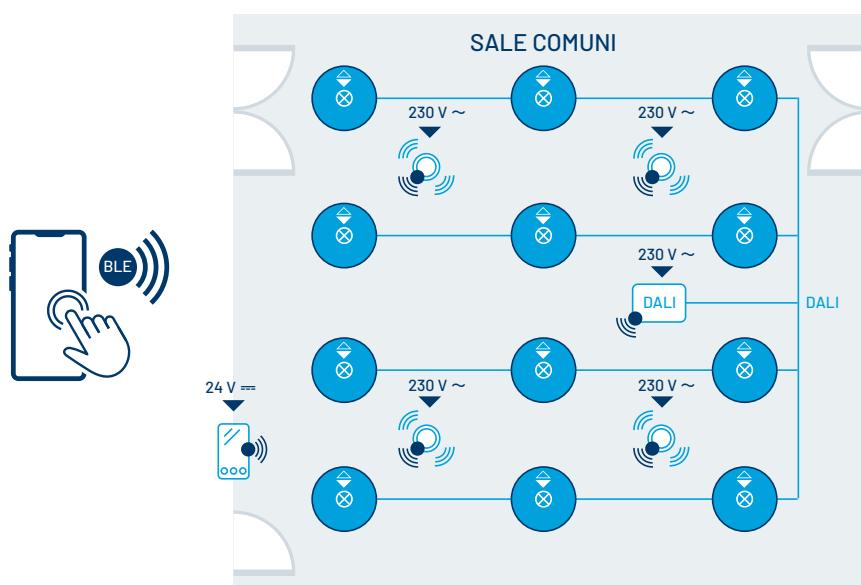 SALE COMUNI
230 V ~
230 V ~
BLE
230 V ~
DALI
DALI
24 V ⎓
230 V ~
230 V ~